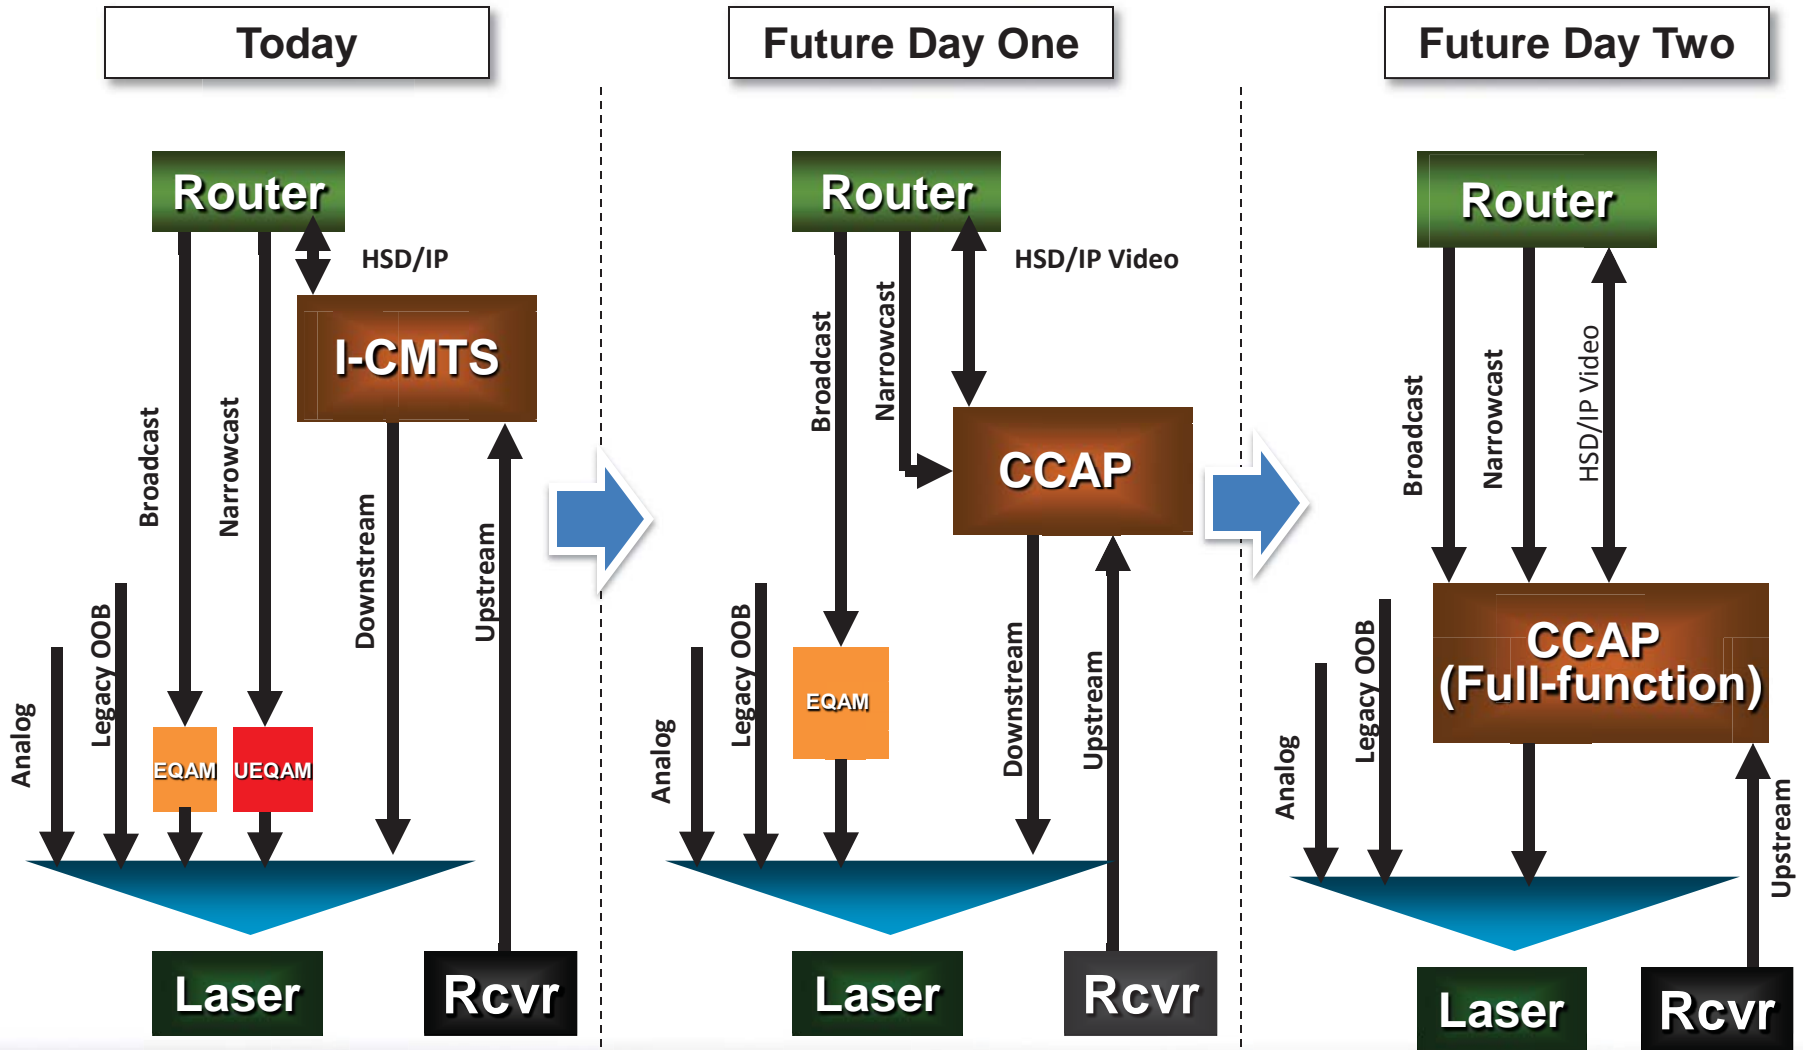 Today
Router
HSD/IP
I-CMTS
Broadcast
Narrowcast
Downstream
Upstream
Legacy OOB
Analog
EQAM
UEQAM
Laser
Rcvr
Future Day One
Router
HSD/IP Video
Broadcast
Narrowcast
CCAP
Legacy OOB
Analog
EQAM
Downstream
Upstream
Laser
Rcvr
Future Day Two
Router
Broadcast
Narrowcast
HSD/IP Video
CCAP
(Full-function)
Legacy OOB
Analog
Upstream
Laser
Rcvr